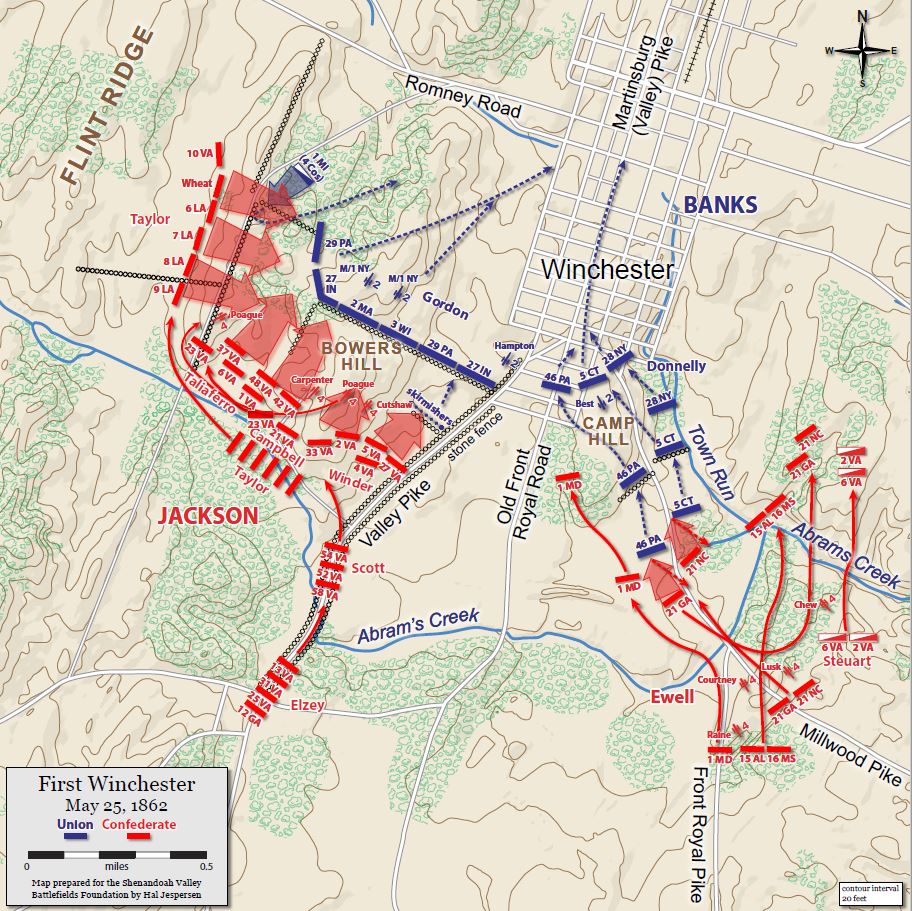 N
W
E
S
FLINT RIDGE
Romney Road
Martinsburg
(Valley) Pike
10 VA
Wheat
6 LA
Taylor
7 LA
8 LA
9 LA
1 MI
(4 Cos)
29 PA
M/1 NY
2
M/1 NY
2
27
IN
Gordon
2 MA
3 WI
29 PA
27 IN
BANKS
Winchester
Poague
4
BOWERS
HILL
Hampton
2
23 VA
37 VA
6 VA
48 VA
42 VA
1 VA
Taliaferro
Carpenter
4
Poague
4
Cutshaw
4
skirmishers
stone fence
23 VA
21 VA
Campbell
Taylor
33 VA
2 VA
5 VA
4 VA
27 VA
Winder
46 PA
5 CT
28 NY
Donnelly
Best
2
28 NY
CAMP
HILL
5 CT
46 PA
5 CT
46 PA
Town Run
21 NC
21 GA
2 VA
6 VA
15 AL 16 MS
Abrams Creek
JACKSON
Valley Pike
Old Front
Royal Road
1 MD
54 VA
52 VA
58 VA
Scott
21 NC
1 MD
21 GA
Chew
4
Abram's Creek
6 VA
2 VA
Steuart
13 VA
31 VA
25 VA
12 GA
Elzey
Ewell
Courtney
4
Lusk
4
21 GA
21 NC
Raine
4
1 MD
15 AL
16 MS
Millwood Pike
Front Royal Pike
First Winchester
May 25, 1862
Union
Confederate
0
miles
0.5
Map prepared for the Shenandoah Valley
Battlefields Foundation by Hal Jespersen
contour interval
20 feet